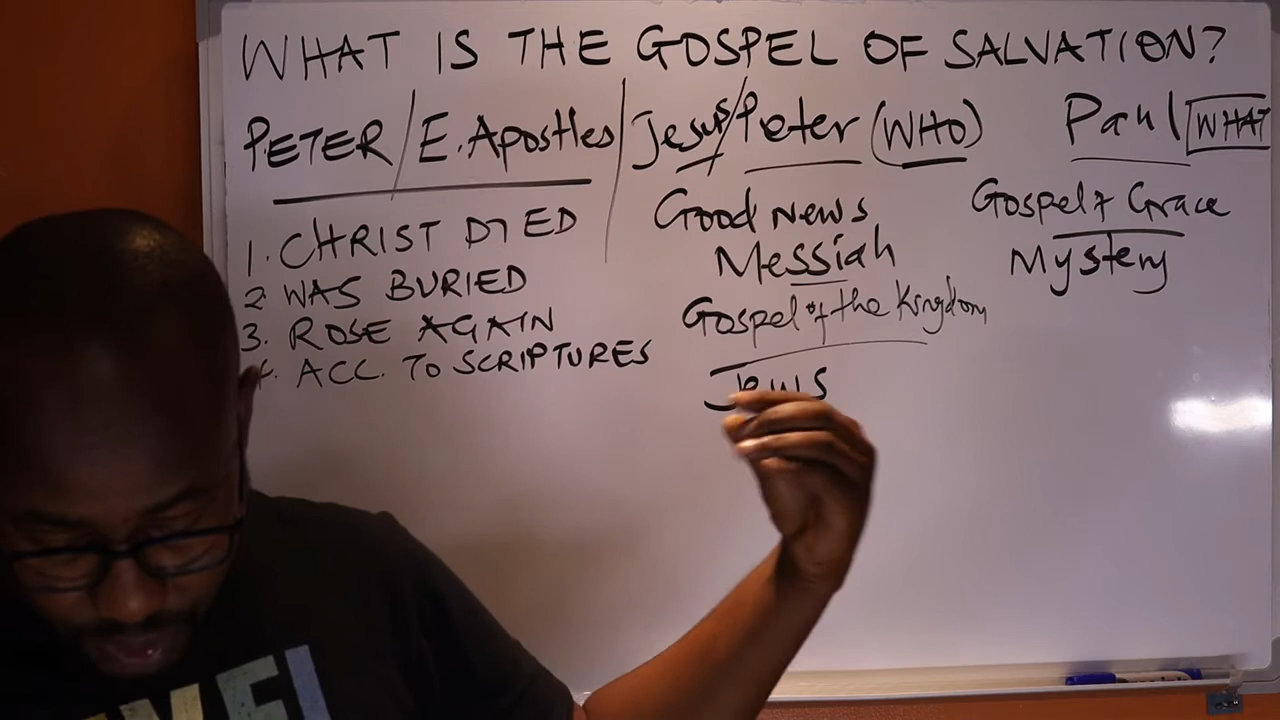 WHAT IS THE GOSPEL OF SALVATION?
PETER/E.Apostles/Jesus/Peter (WHO) Paul WHAT
1. CHRIST DIED
2. WAS BURIED
3. ROSE AGAIN
4. ACC. TO SCRIPTURES
Good News
Messiah
Gospel of the Kingdom
Jews
Gospel of Grace
Mystery